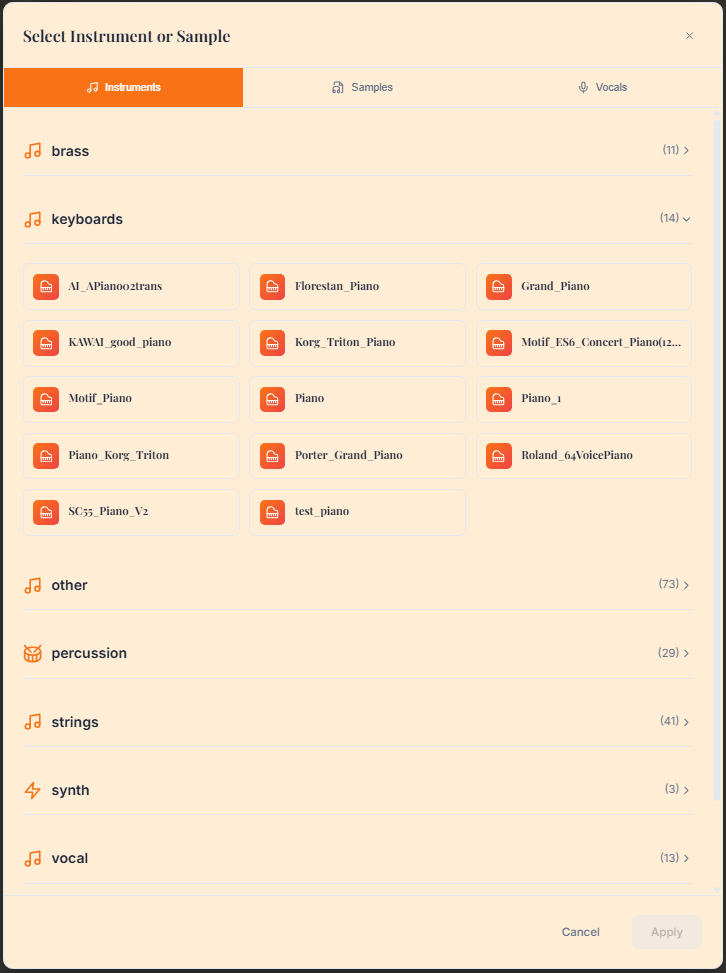 Select Instrument or Sample
Instruments
Samples
Vocals
brass
(11)
keyboards
(14)
AI_APiano02trans
Florestan_Piano
Grand_Piano
KAWAI_good_piano
Korg_Triton_Piano
Motif_ES6_Concert_Piano(12...
Motif_Piano
Piano
Piano_1
Piano_Korg_Triton
Porter_Grand_Piano
Roland_64VoicePiano
SC55_Piano_V2
test_piano
other
(73)
percussion
(29)
strings
(41)
synth
(3)
vocal
(13)
Cancel
Apply